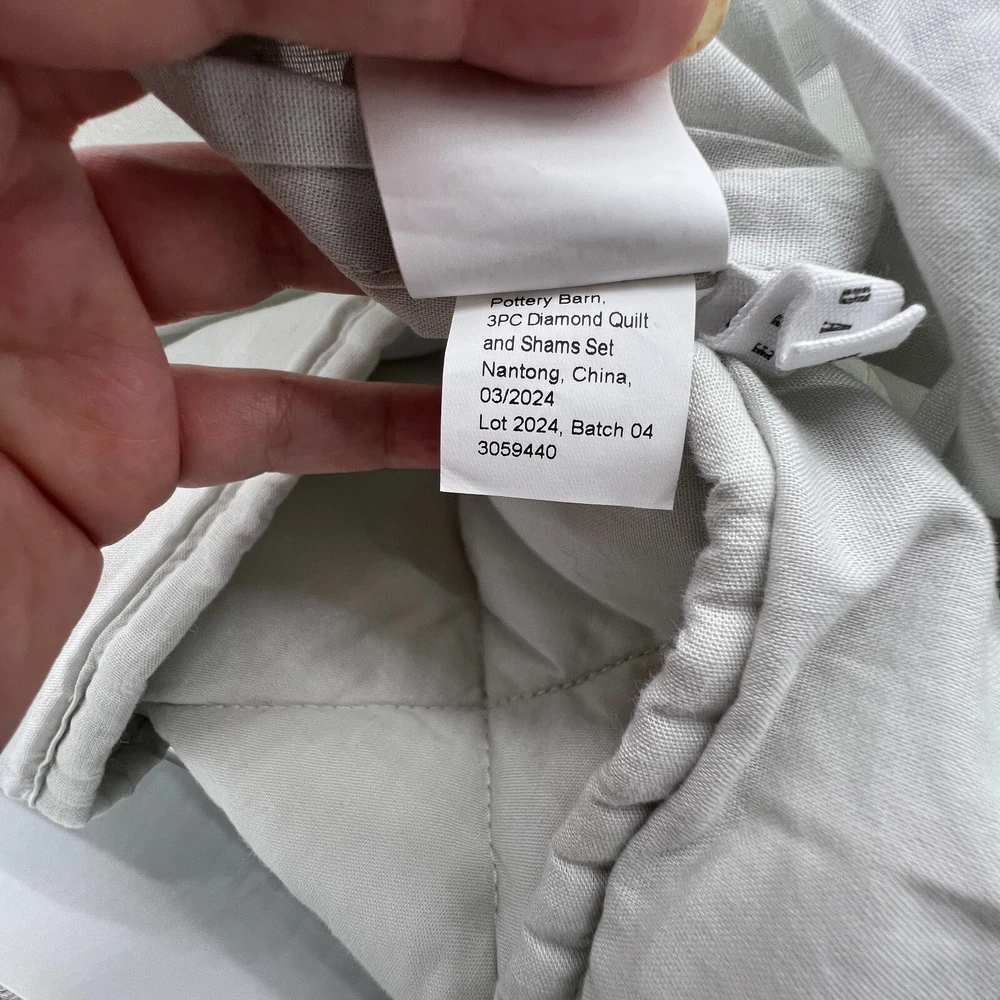 Pottery Barn,
3PC Diamond Quilt
and Shams Set
Nantong, China,
03/2024
Lot 2024, Batch 04
3059440